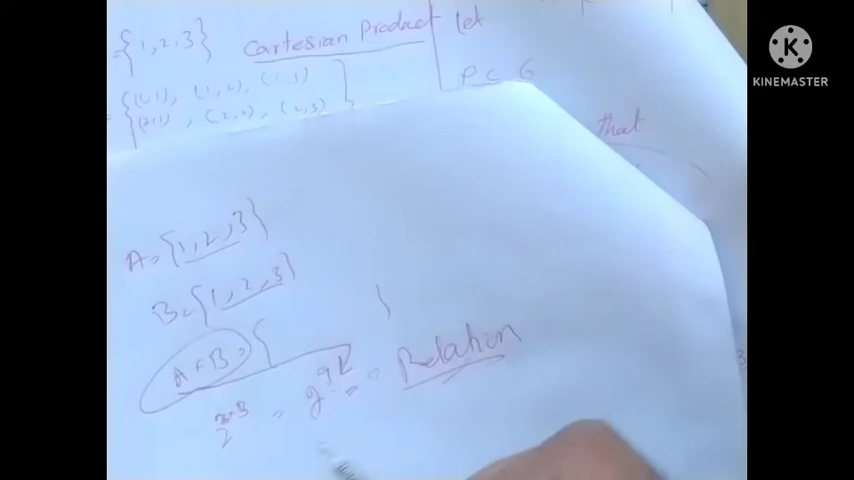 ={1,2,3} Cartesian Product let
={(1,1), (1,2), (1,3)
(2,1), (2,2), (2,3)}
P ⊂ G
that
A={1,2,3}
B={1,2,3}
A×B={ }
2^{3×3} = 2^9 = Relation
KINEMASTER